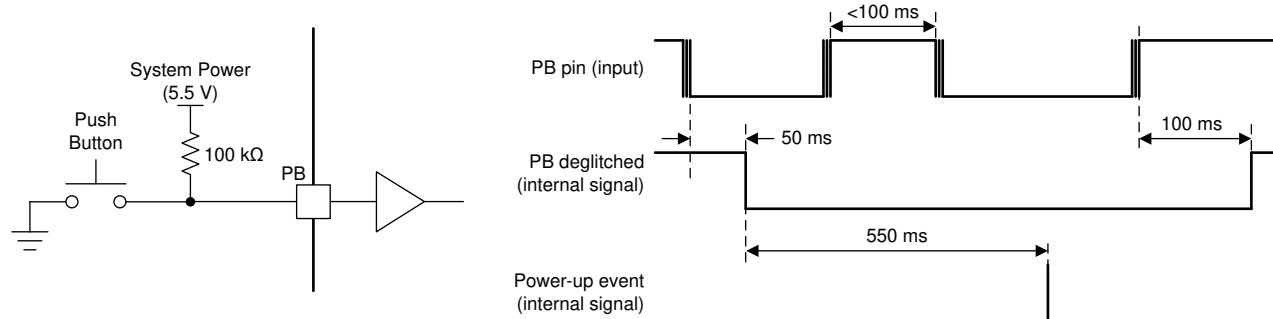 System Power
(5.5 V)
Push
Button
100 kΩ
PB
<100 ms
PB pin (input)
50 ms
100 ms
PB deglitched
(internal signal)
550 ms
Power-up event
(internal signal)